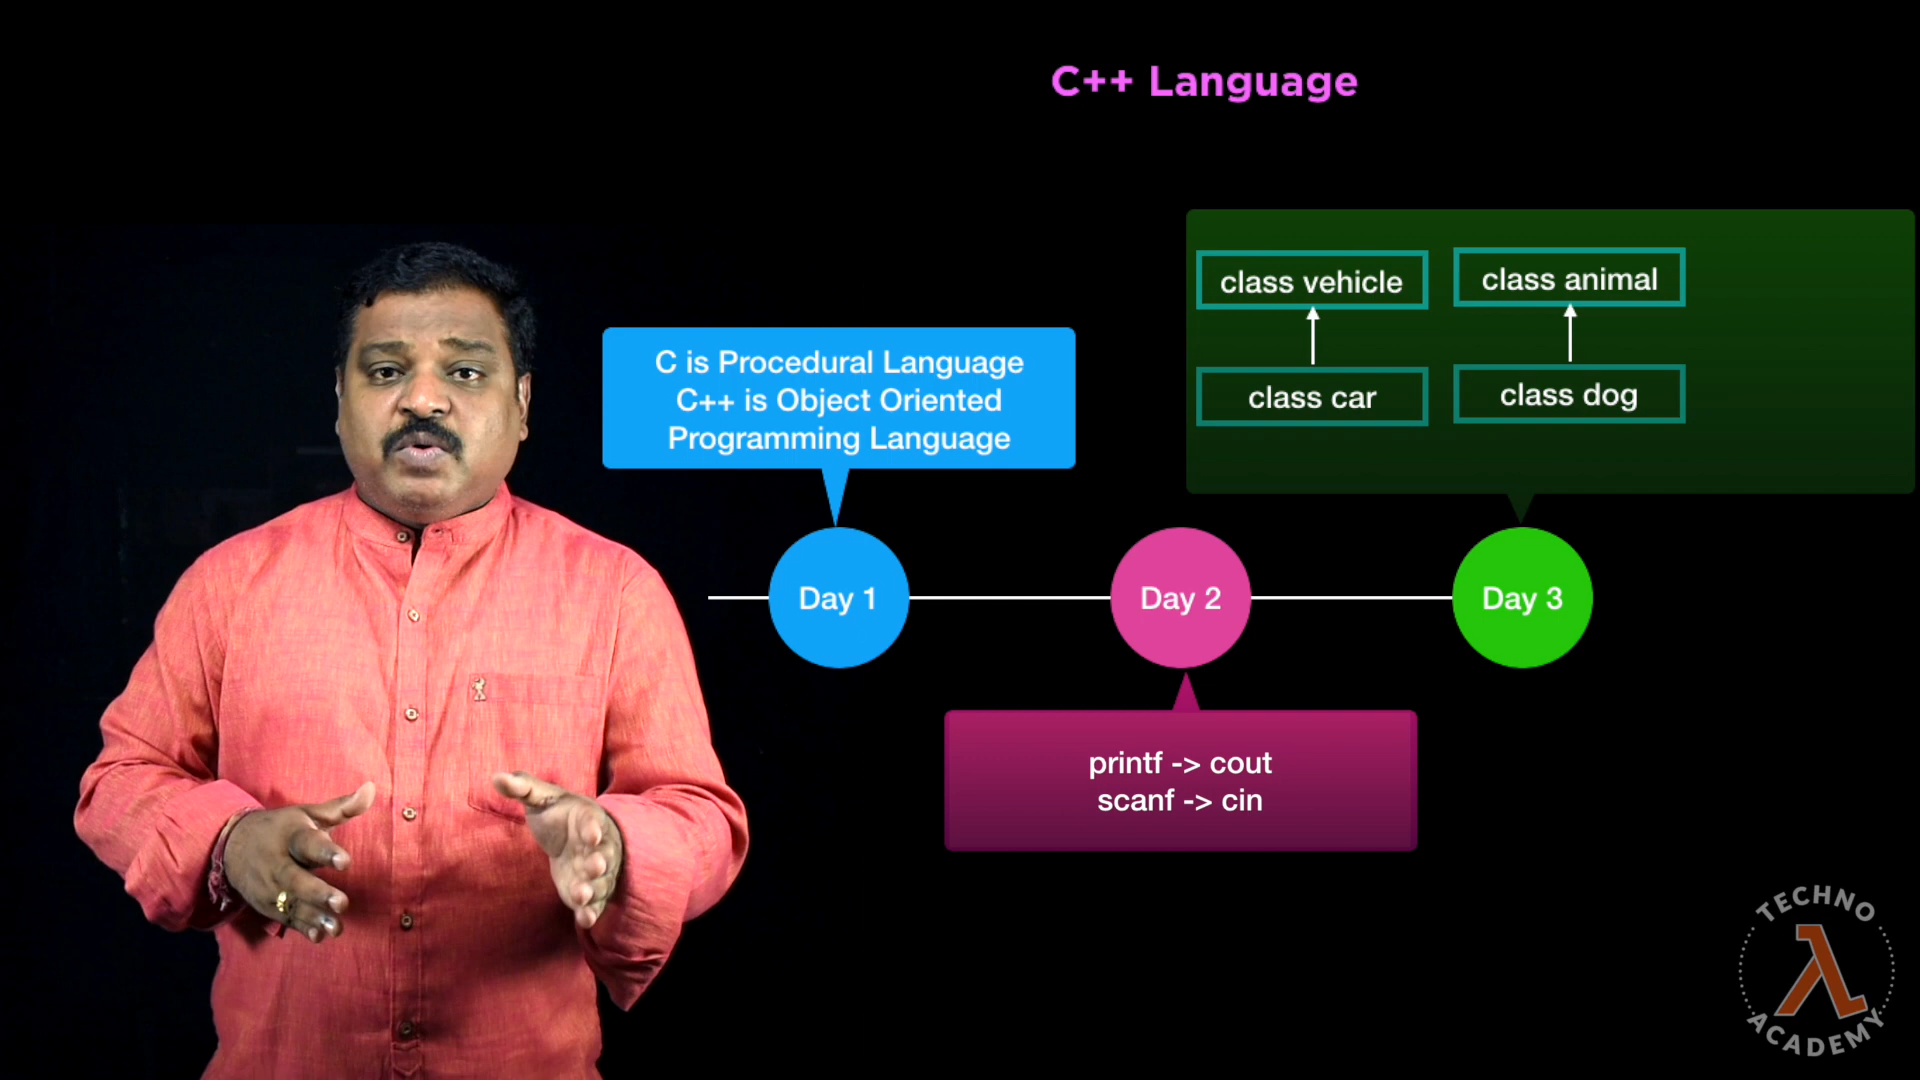 C++ Language
class vehicle
class animal
class car
class dog
C is Procedural Language
C++ is Object Oriented
Programming Language
Day 1
Day 2
Day 3
printf -> cout
scanf -> cin
TECHNO
ACADEMY